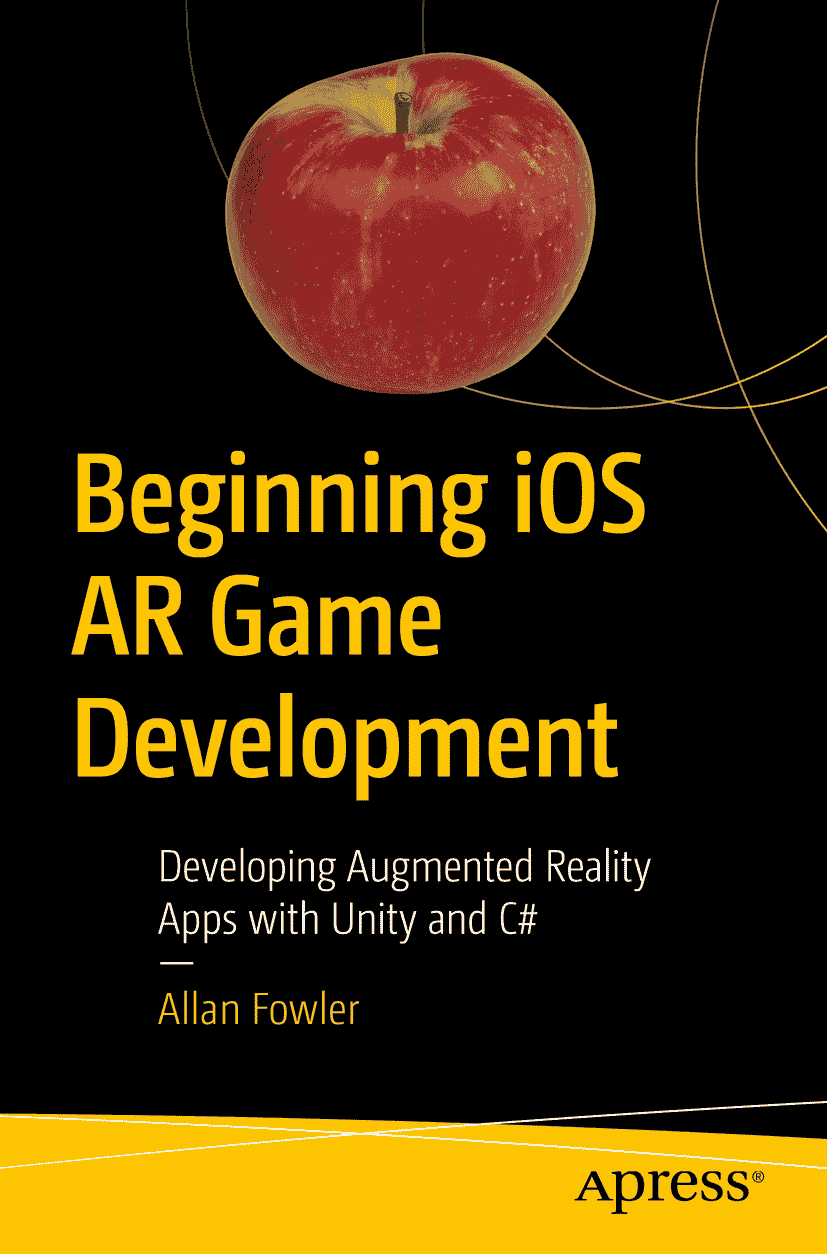 Beginning iOS
AR Game
Development
Developing Augmented Reality
Apps with Unity and C#
—
Allan Fowler
Apress®